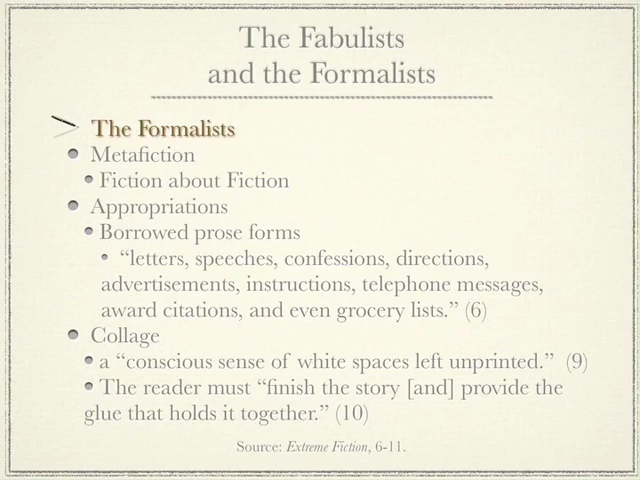 The Fabulists
and the Formalists
The Formalists
Metafiction
Fiction about Fiction
Appropriations
Borrowed prose forms
“letters, speeches, confessions, directions,
advertisements, instructions, telephone messages,
award citations, and even grocery lists.” (6)
Collage
a “conscious sense of white spaces left unprinted.” (9)
The reader must “finish the story [and] provide the
glue that holds it together.” (10)
Source: Extreme Fiction, 6-11.